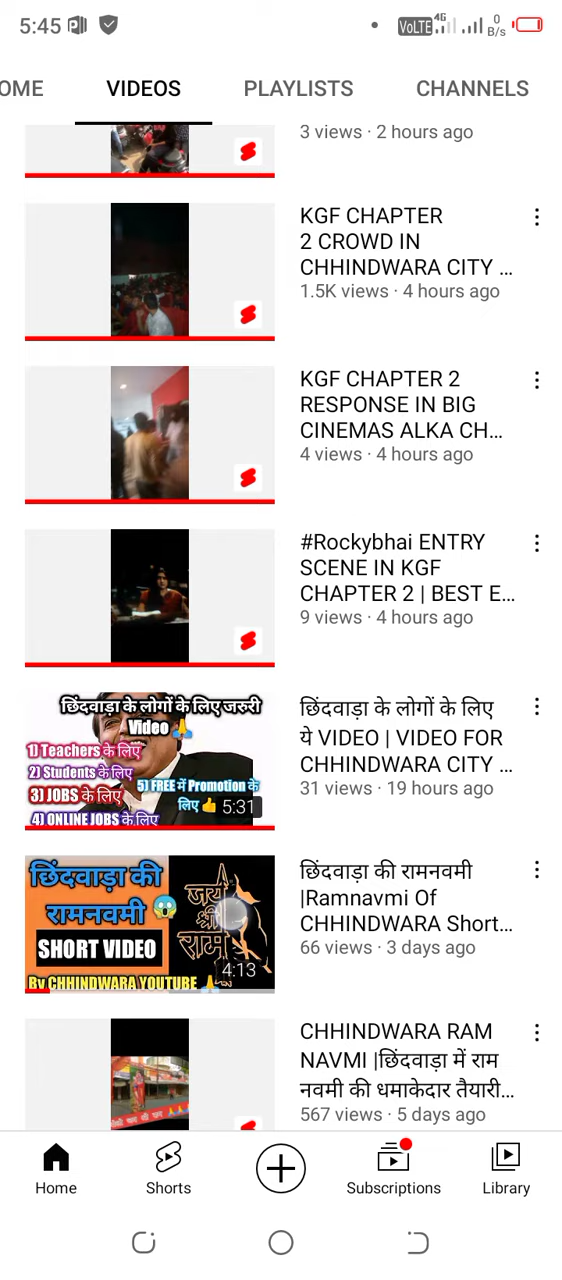 5:45
VoLTE 4G 0 B/s
OME VIDEOS PLAYLISTS CHANNELS
3 views · 2 hours ago
KGF CHAPTER
2 CROWD IN
CHHINDWARA CITY ...
1.5K views · 4 hours ago
KGF CHAPTER 2
RESPONSE IN BIG
CINEMAS ALKA CH...
4 views · 4 hours ago
#Rockybhai ENTRY
SCENE IN KGF
CHAPTER 2 | BEST E...
9 views · 4 hours ago
छिंदवाड़ा के लोगों के लिए जरुरी
Video 🙏
1) Teachers के लिए
2) Students के लिए
3) JOBS के लिए
4) ONLINE JOBS के लिए
5) FREE में Promotion के
लिए 👍
5:31
छिंदवाड़ा के लोगों के लिए
ये VIDEO | VIDEO FOR
CHHINDWARA CITY ...
31 views · 19 hours ago
छिंदवाड़ा की
रामनवमी 😱
SHORT VIDEO
By CHHINDWARA YOUTUBE 🙏
जय
श्री
राम
4:13
छिंदवाड़ा की रामनवमी
|Ramnavmi Of
CHHINDWARA Short...
66 views · 3 days ago
CHHINDWARA RAM
NAVMI |छिंदवाड़ा में राम
नवमी की धमाकेदार तैयारी...
567 views · 5 days ago
Home Shorts Subscriptions Library